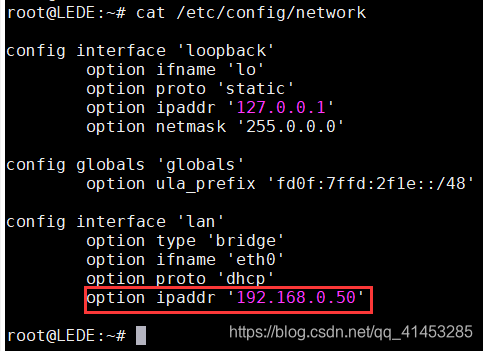 root@LEDE:~# cat /etc/config/network
config interface 'loopback'
option ifname 'lo'
option proto 'static'
option ipaddr '127.0.0.1'
option netmask '255.0.0.0'
config globals 'globals'
option ula_prefix 'fd0f:7ffd:2f1e::/48'
config interface 'lan'
option type 'bridge'
option ifname 'eth0'
option proto 'dhcp'
option ipaddr '192.168.0.50'
root@LEDE:~#
https://blog.csdn.net/qq_41453285